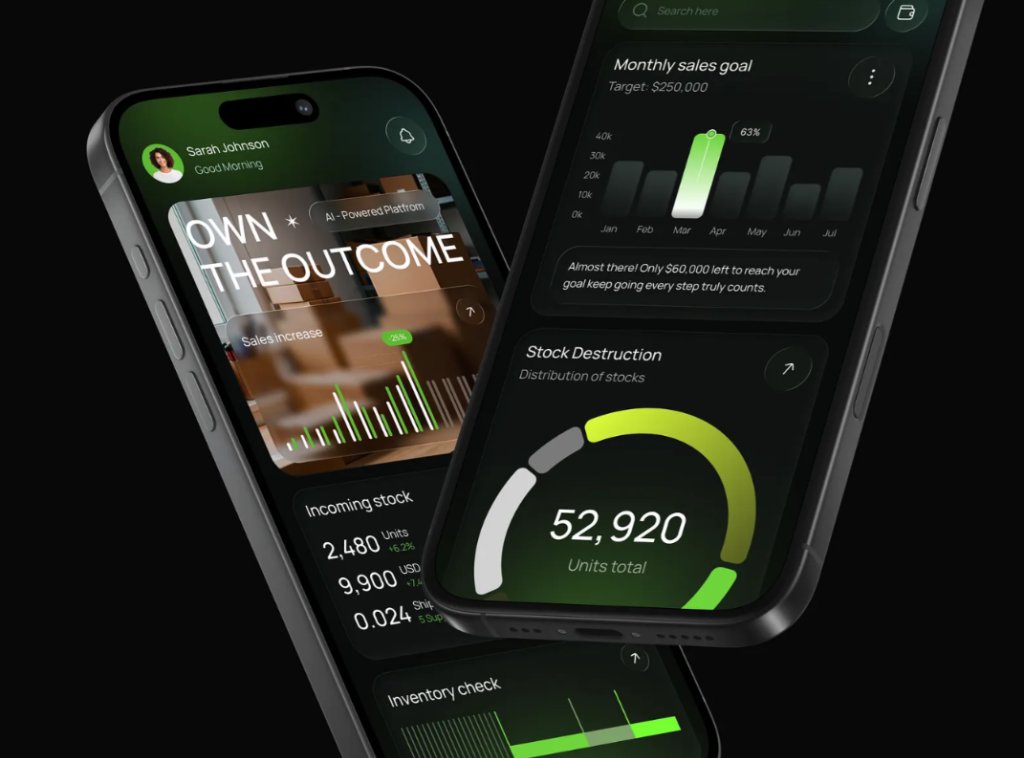 Sarah Johnson
Good Morning
OWN
AI - Powered Platfrom
THE OUTCOME
Sales Increase
25%
Incoming stock
2,480 Units
+6.2%
9,900 USD
0.024
Inventory check
Search here
Monthly sales goal
Target: $250,000
63%
40k
30k
20k
10k
0k
Jan Feb Mar Apr May Jun Jul
Almost there! Only $60,000 left to reach your
goal keep going every step truly counts.
Stock Destruction
Distribution of stocks
52,920
Units total